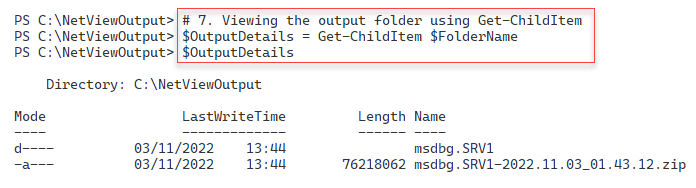 PS C:\NetViewOutput> # 7. Viewing the output folder using Get-ChildItem
PS C:\NetViewOutput> $OutputDetails = Get-ChildItem $FolderName
PS C:\NetViewOutput> $OutputDetails
Directory: C:\NetViewOutput
Mode LastWriteTime Length Name
---- ------------- ------ ----
d---- 03/11/2022 13:44 msdbg.SRV1
-a--- 03/11/2022 13:44 76218062 msdbg.SRV1-2022.11.03_01.43.12.zip